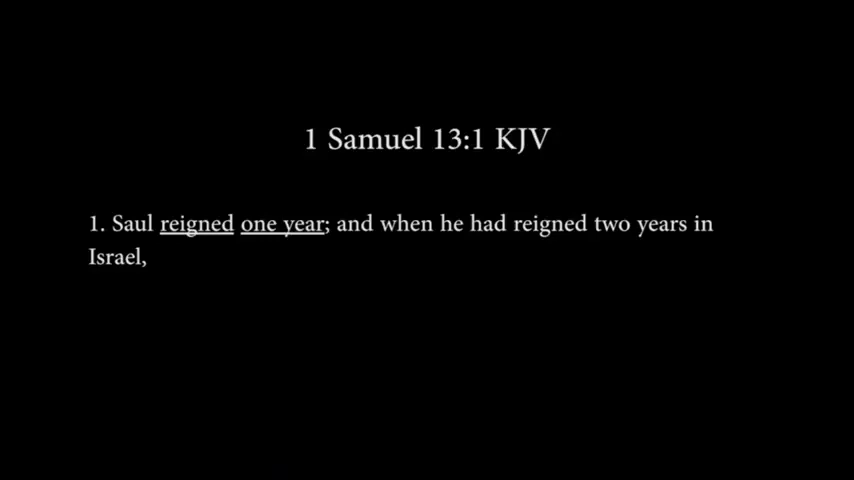 1 Samuel 13:1 KJV
1. Saul reigned one year; and when he had reigned two years in
Israel,